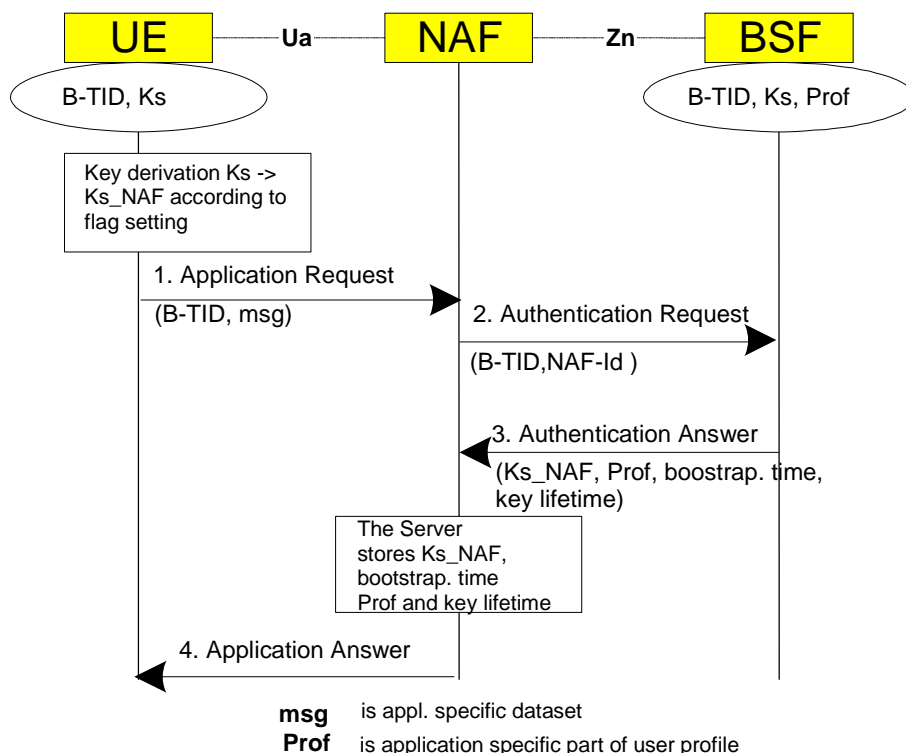 UE Ua NAF Zn BSF
B-TID, Ks
B-TID, Ks, Prof
Key derivation Ks ->
Ks_NAF according to
flag setting
1. Application Request
(B-TID, msg)
2. Authentication Request
(B-TID,NAF-Id )
3. Authentication Answer
(Ks_NAF, Prof, boostrap. time,
key lifetime)
The Server
stores Ks_NAF,
bootstrap. time
Prof and key lifetime
4. Application Answer
msg is appl. specific dataset
Prof is application specific part of user profile